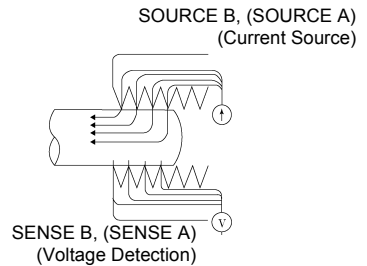 SOURCE B, (SOURCE A)
(Current Source)
V
SENSE B, (SENSE A)
(Voltage Detection)